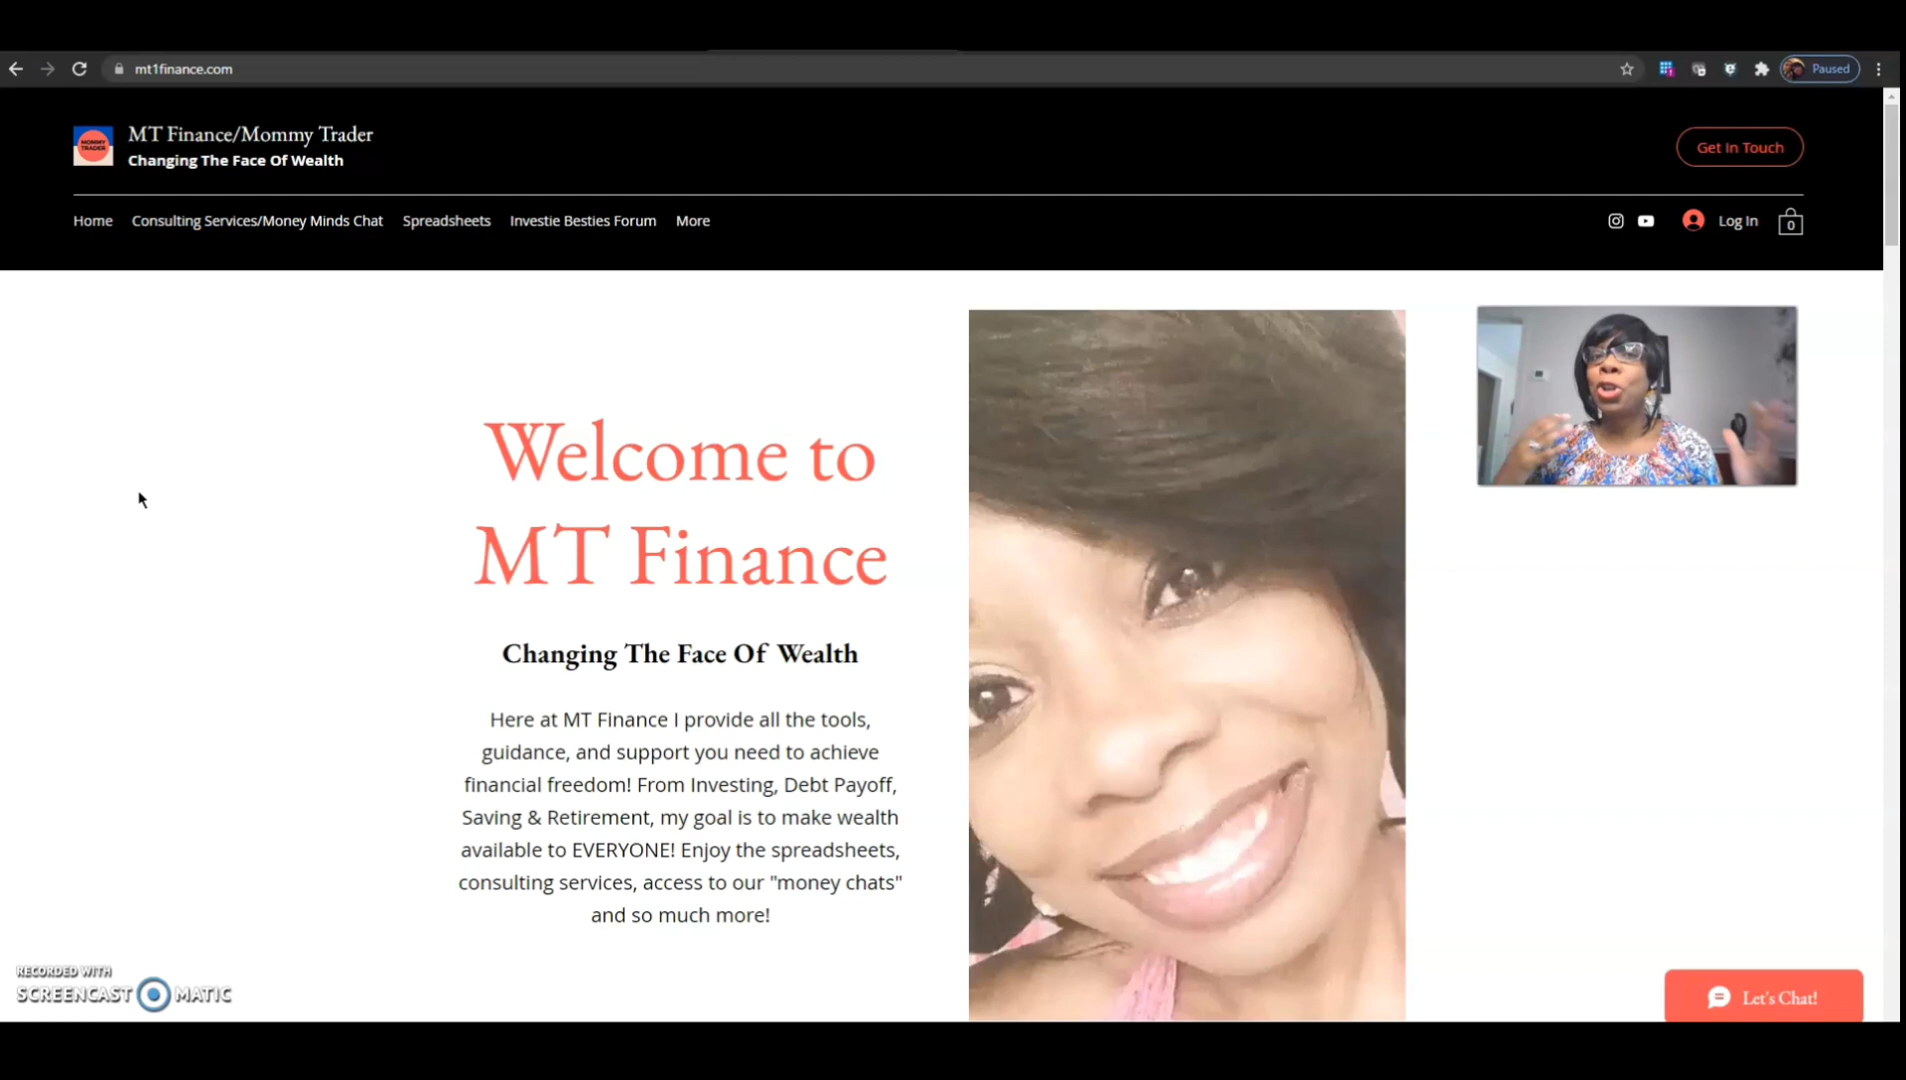 mt1finance.com
Paused
MOMMY
TRADER
MT Finance/Mommy Trader
Changing The Face Of Wealth
Get In Touch
Home Consulting Services/Money Minds Chat Spreadsheets Investie Besties Forum More
Log In
0
Welcome to
MT Finance
Changing The Face Of Wealth
Here at MT Finance I provide all the tools,
guidance, and support you need to achieve
financial freedom! From Investing, Debt Payoff,
Saving & Retirement, my goal is to make wealth
available to EVERYONE! Enjoy the spreadsheets,
consulting services, access to our "money chats"
and so much more!
RECORDED WITH
SCREENCAST MATIC
Let's Chat!